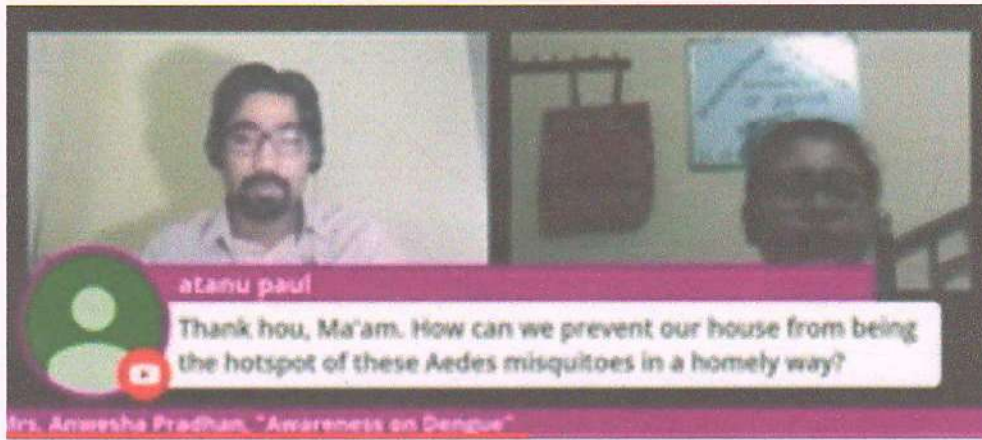 atanu paul
Thank hou, Ma'am. How can we prevent our house from being
the hotspot of these Aedes misquitoes in a homely way?
Mrs. Anwesha Pradhan, "Awareness on Dengue"